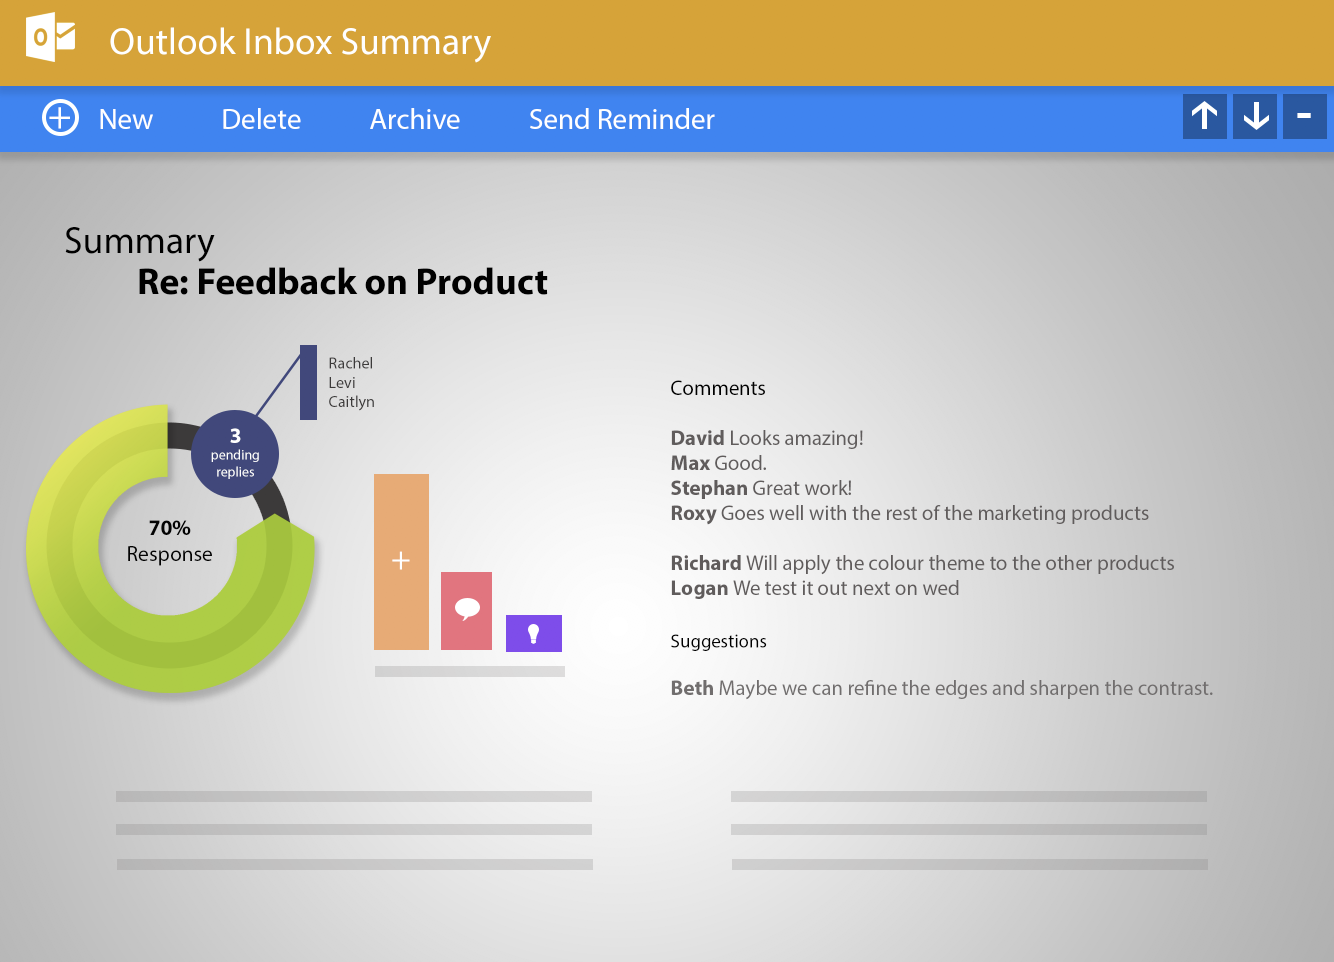 Outlook Inbox Summary
New Delete Archive Send Reminder
Summary
Re: Feedback on Product
Rachel
Levi
Caitlyn
3
pending
replies
70%
Response
Comments
David Looks amazing!
Max Good.
Stephan Great work!
Roxy Goes well with the rest of the marketing products
Richard Will apply the colour theme to the other products
Logan We test it out next on wed
Suggestions
Beth Maybe we can refine the edges and sharpen the contrast.